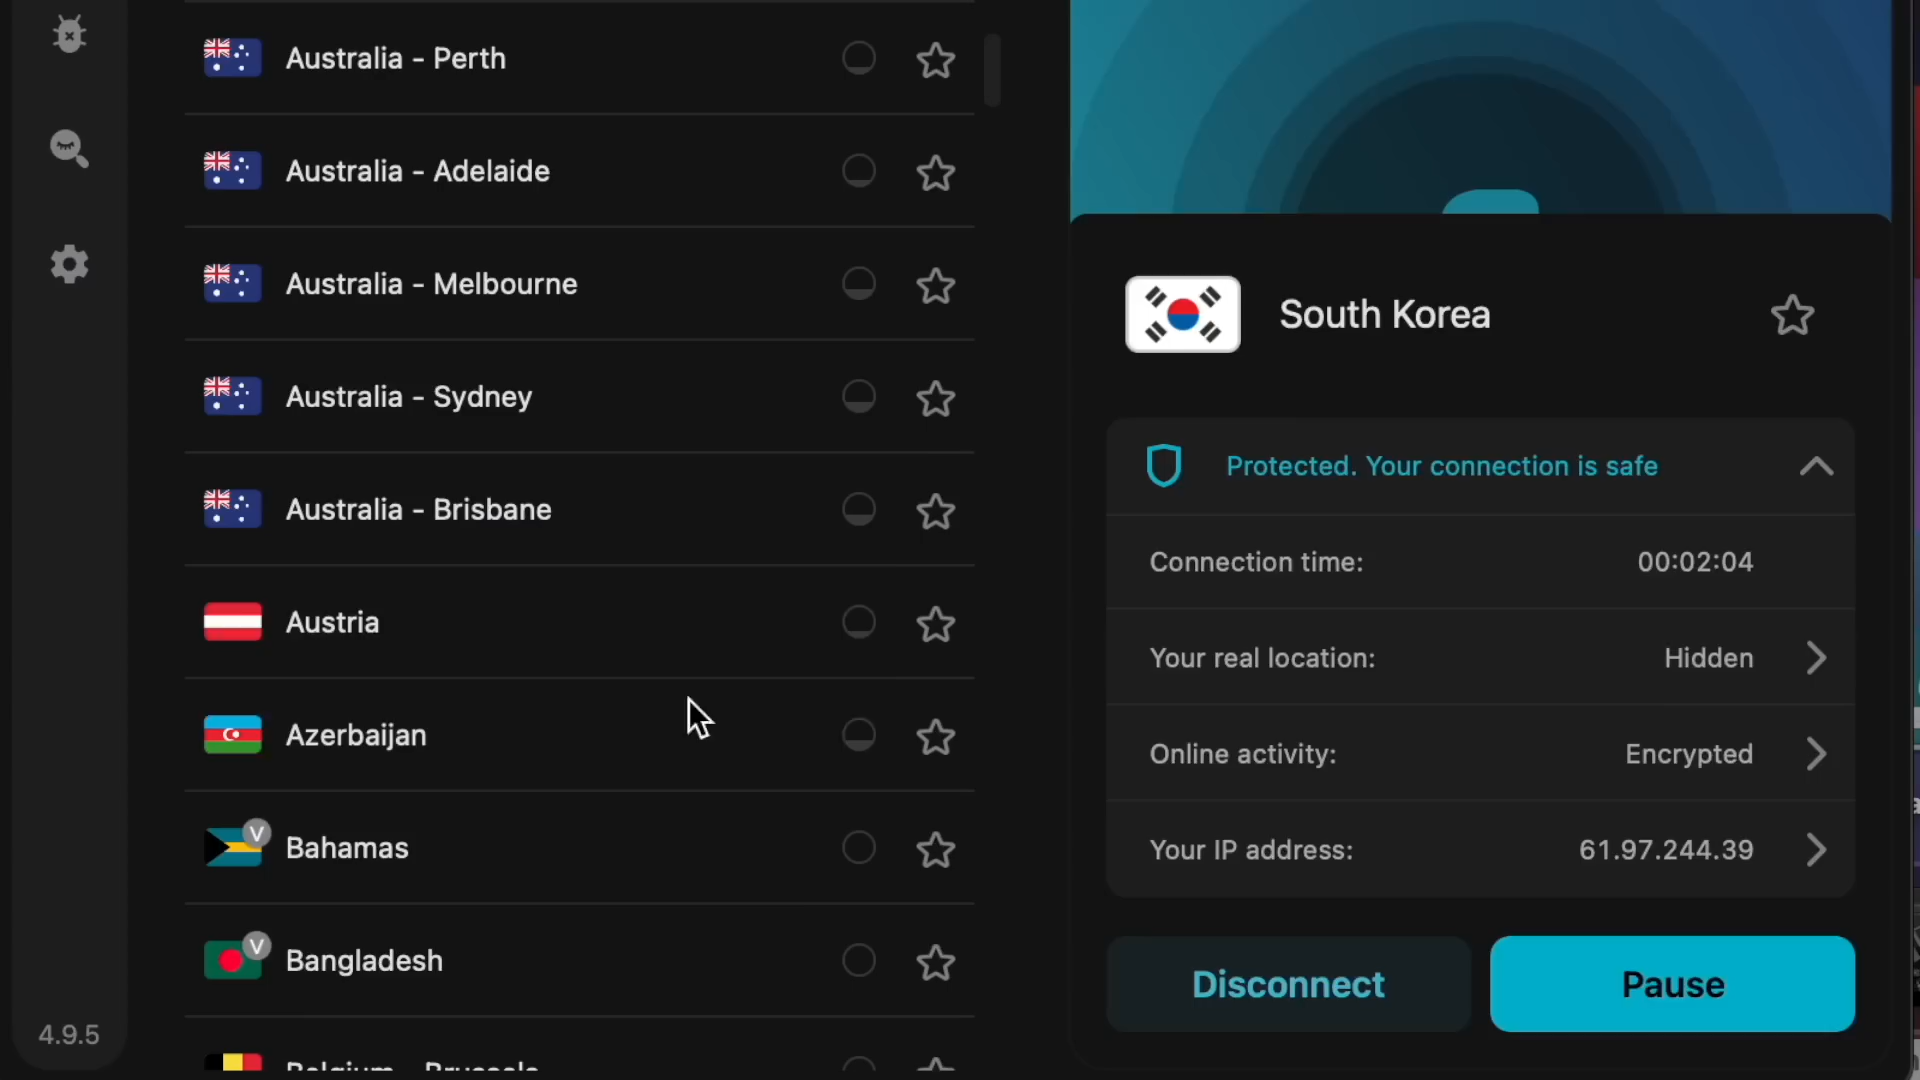 Australia - Perth
Australia - Adelaide
Australia - Melbourne
Australia - Sydney
Australia - Brisbane
Austria
Azerbaijan
V
Bahamas
V
Bangladesh
Belgium - Brussels
4.9.5
South Korea
Protected. Your connection is safe
Connection time: 00:02:04
Your real location: Hidden
Online activity: Encrypted
Your IP address: 61.97.244.39
Disconnect Pause